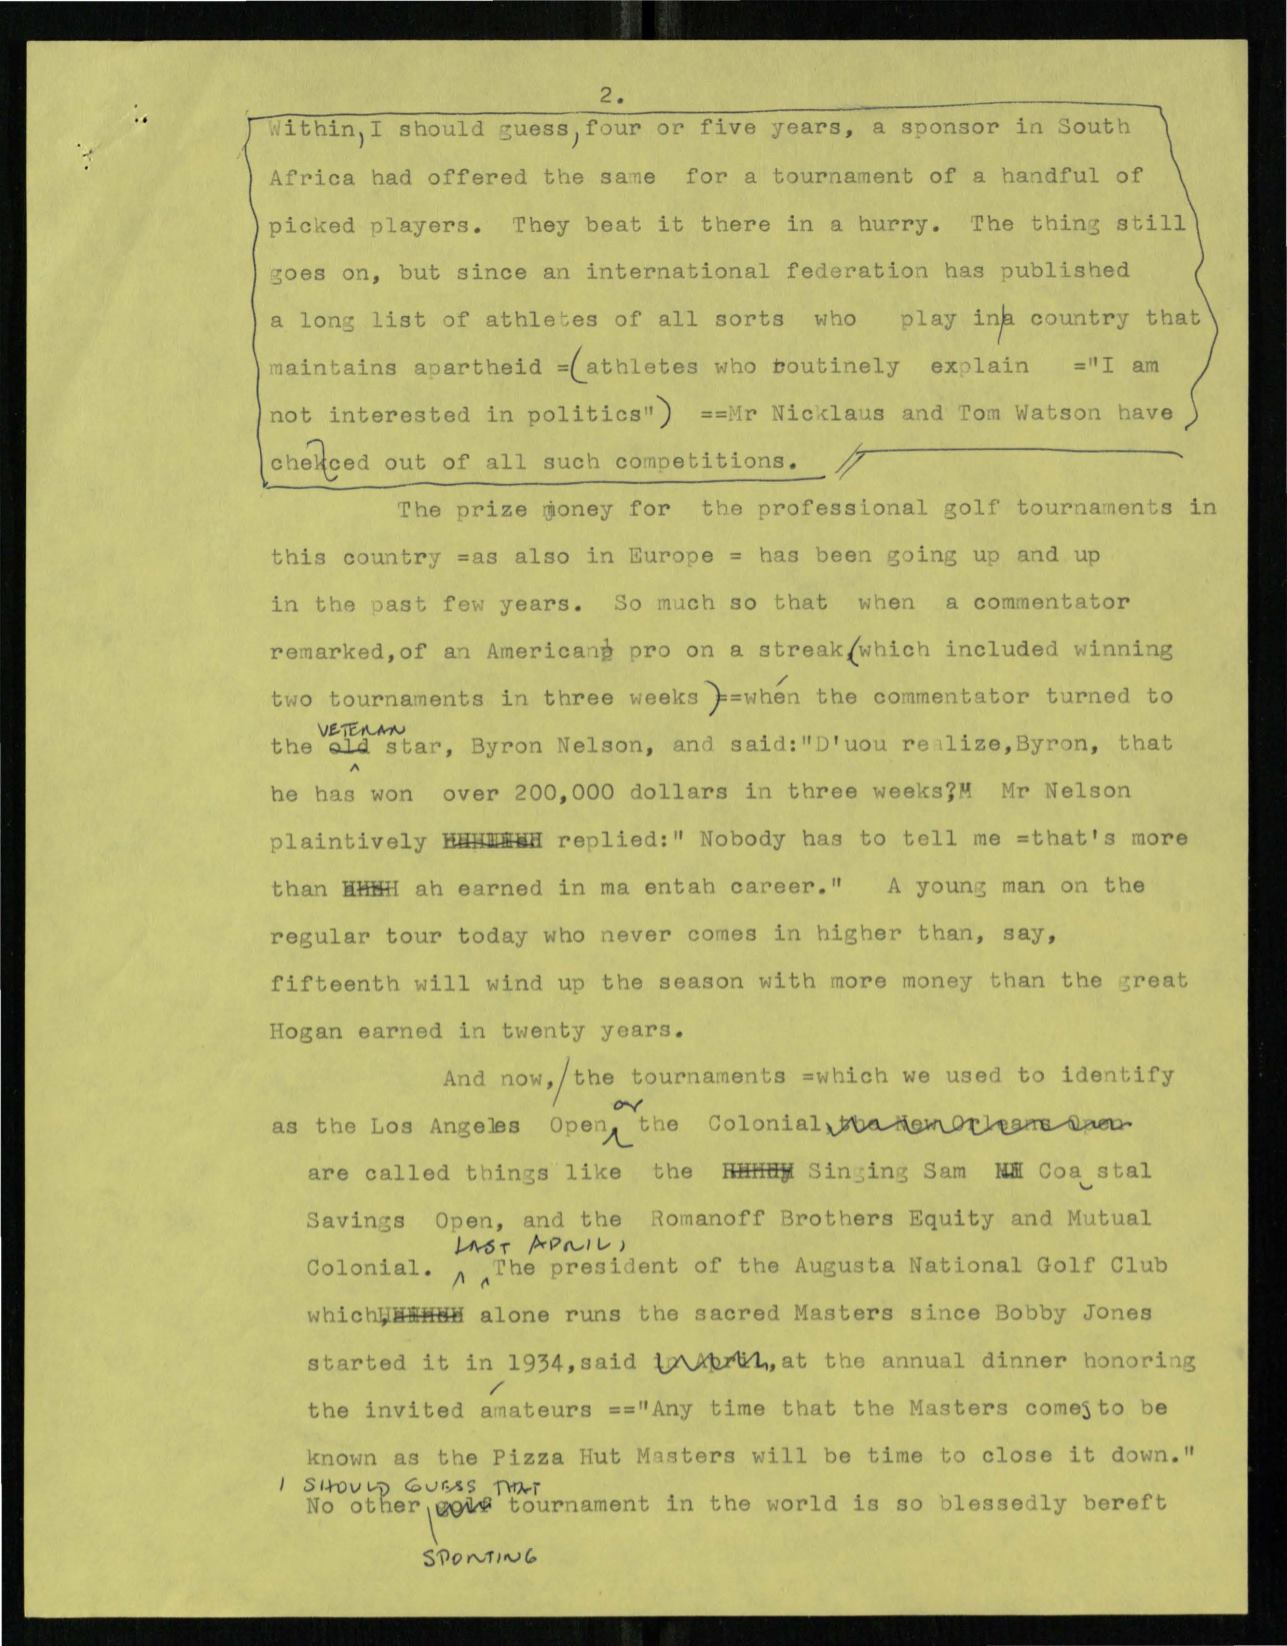 2.
Within, I should guess, four or five years, a sponsor in South
Africa had offered the same for a tournament of a handful of
picked players. They beat it there in a hurry. The thing still
goes on, but since an international federation has published
a long list of athletes of all sorts who play in a country that
maintains apartheid =(athletes who routinely explain ="I am
not interested in politics") ==Mr Nicklaus and Tom Watson have
chekced out of all such competitions. //
The prize money for the professional golf tournaments in
this country =as also in Europe = has been going up and up
in the past few years. So much so that when a commentator
remarked, of an American pro on a streak (which included winning
two tournaments in three weeks )==when the commentator turned to
VETERAN
the old star, Byron Nelson, and said:"D'uou realize, Byron, that
he has won over 200,000 dollars in three weeks?M Mr Nelson
plaintively replied:" Nobody has to tell me =that's more
than ah earned in ma entah career." A young man on the
regular tour today who never comes in higher than, say,
fifteenth will wind up the season with more money than the great
Hogan earned in twenty years.
And now, / the tournaments =which we used to identify
or
as the Los Angeles Open, the Colonial, the New Orleans Open
are called things like the Singing Sam Coa stal
Savings Open, and the Romanoff Brothers Equity and Mutual
LAST APRIL,
Colonial. The president of the Augusta National Golf Club
which, alone runs the sacred Masters since Bobby Jones
started it in 1934, said in April, at the annual dinner honoring
the invited amateurs =="Any time that the Masters comes to be
known as the Pizza Hut Masters will be time to close it down."
I SHOULD GUESS THAT
No other golf tournament in the world is so blessedly bereft
SPORTING